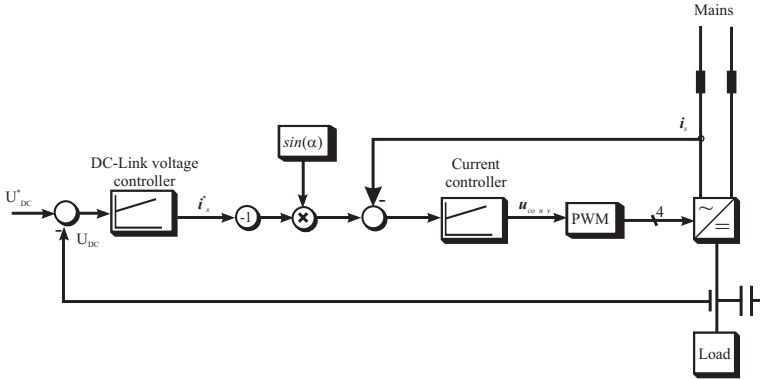 Mains
i_s
sin(α)
DC-Link voltage
controller
Current
controller
U*_DC
-
U_DC
i*_s
-1
×
-
u_conv
PWM
4
~
=
Load